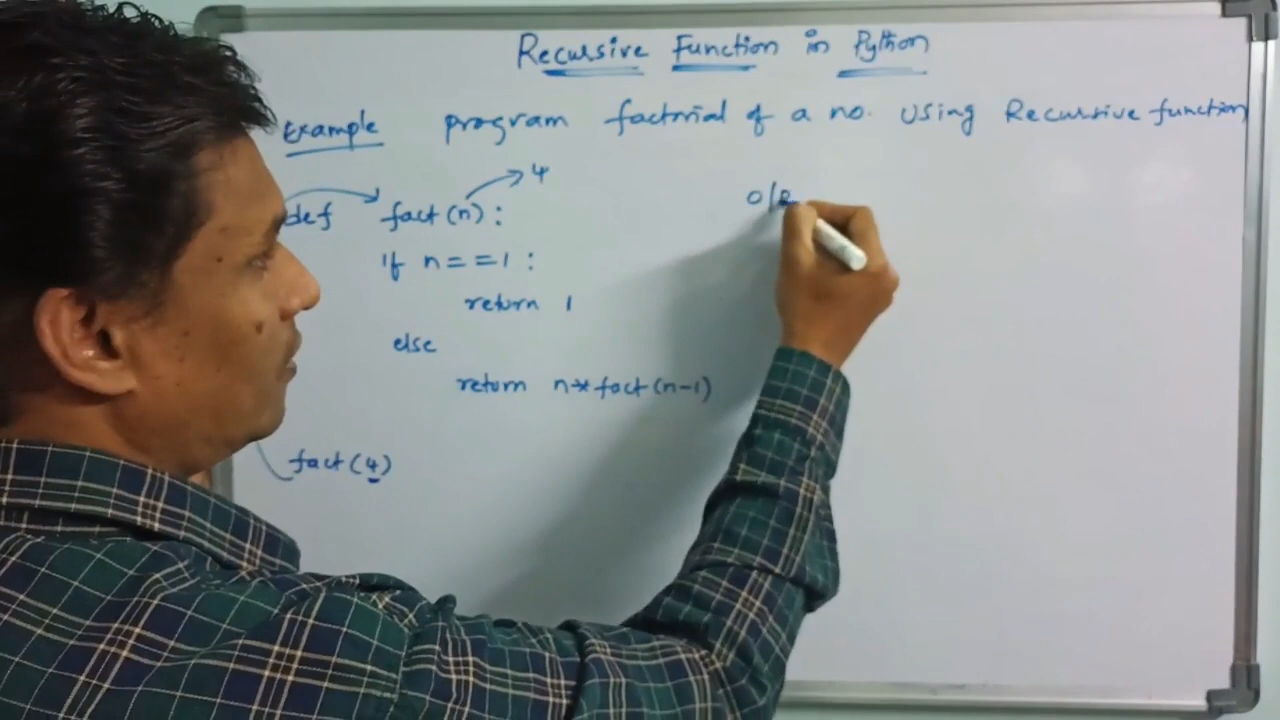 Recursive Function in Python
Example program factorial of a no. Using Recursive function
4
def fact(n):
if n==1:
return 1
else
return n*fact(n-1)
fact(4)